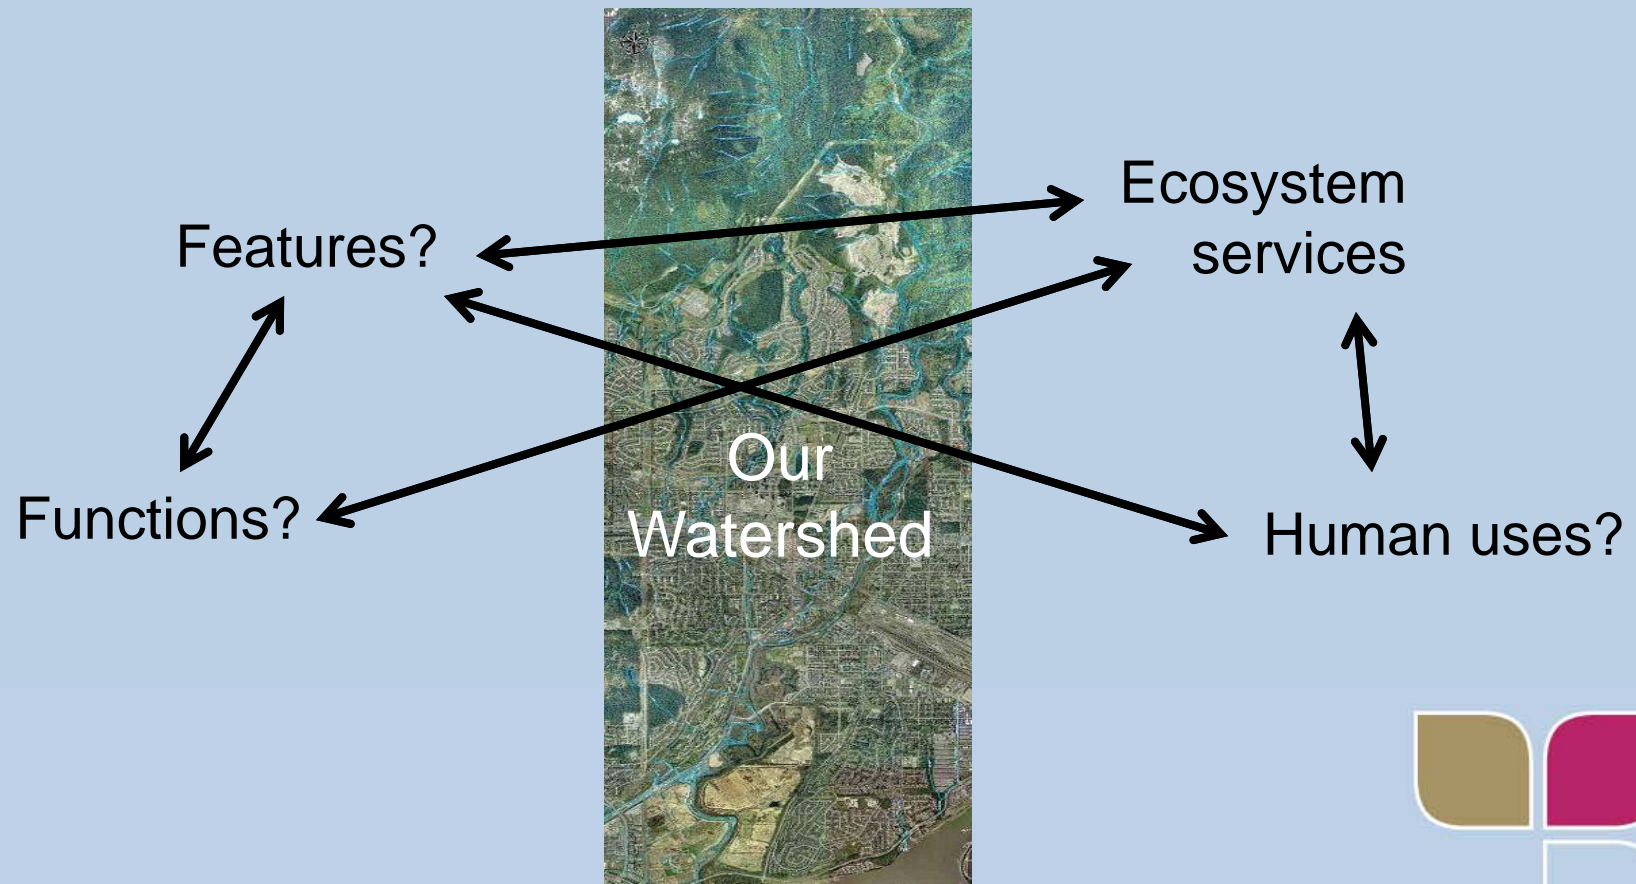 Features?
Ecosystem
services
Our
Watershed
Functions?
Human uses?